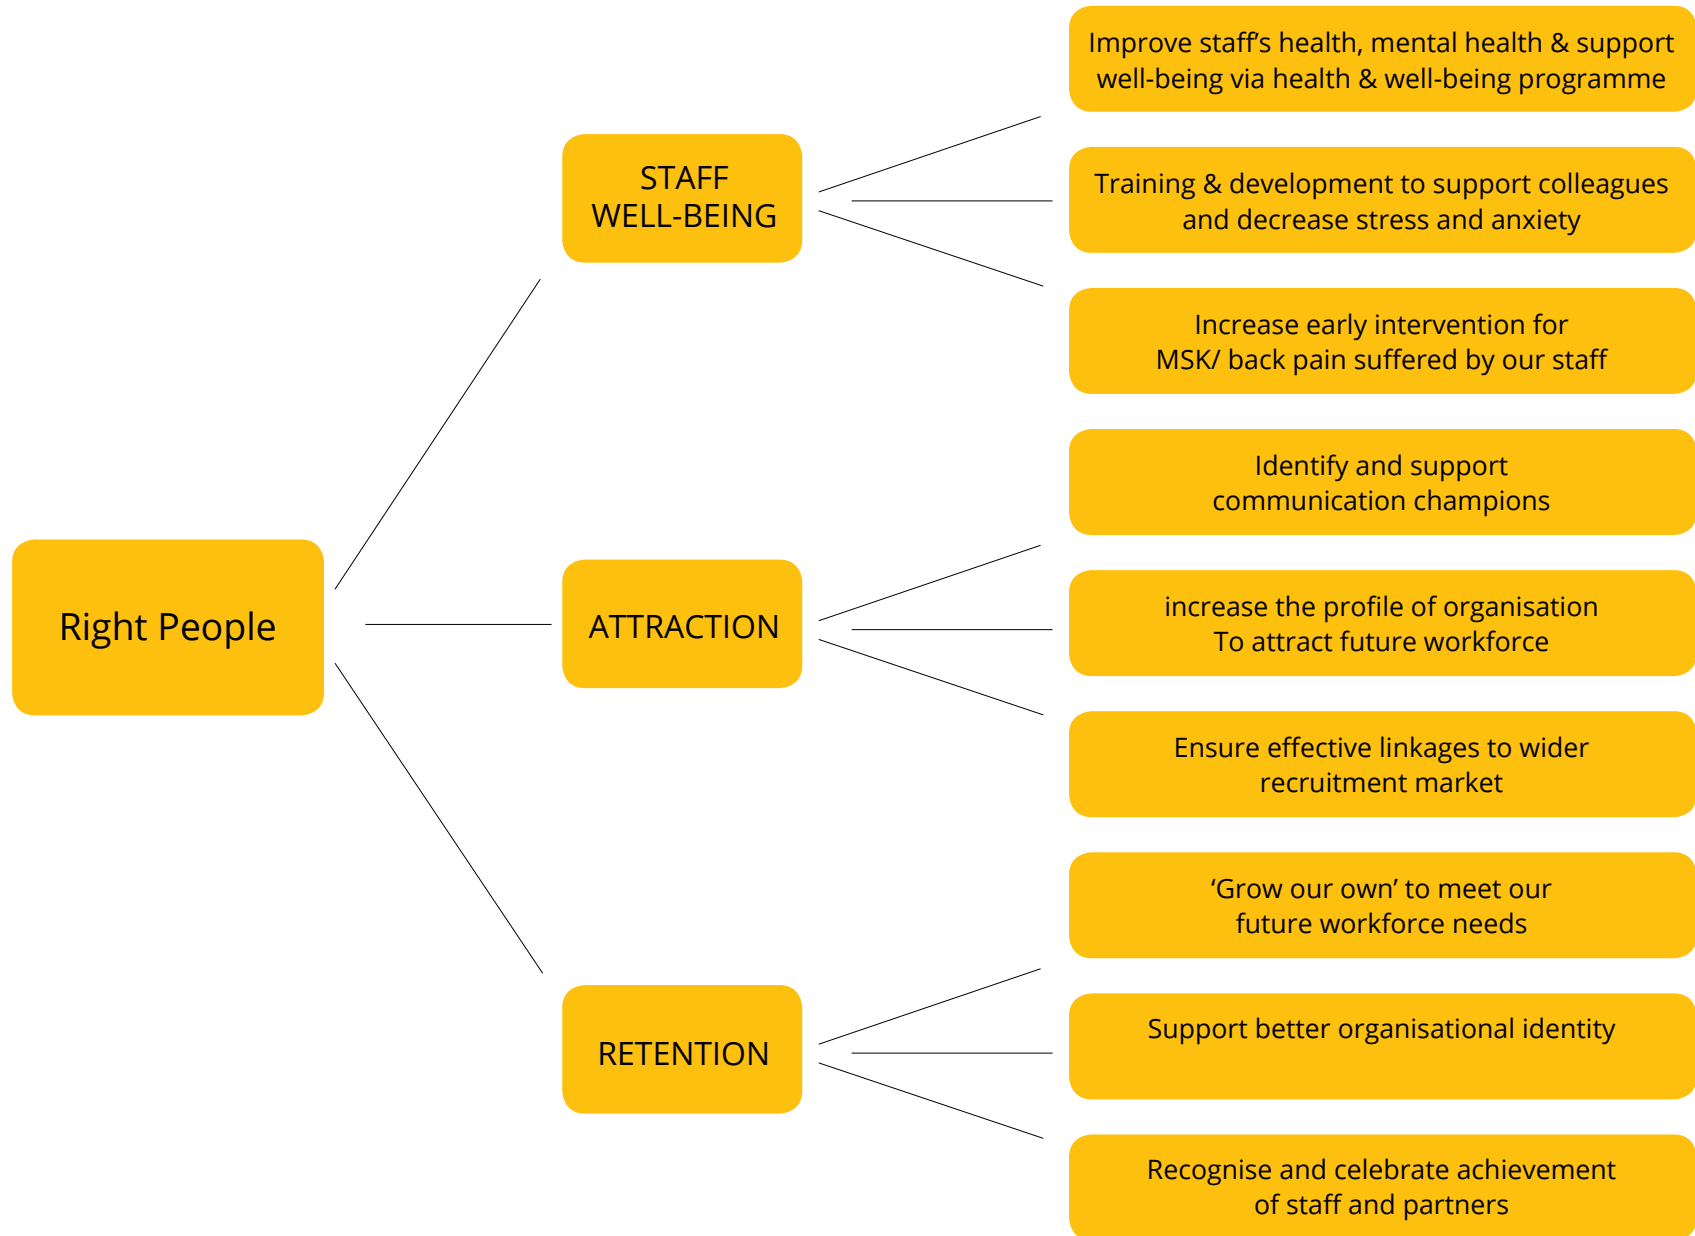 Right People
STAFF
WELL-BEING
Improve staff’s health, mental health & support
well-being via health & well-being programme
Training & development to support colleagues
and decrease stress and anxiety
Increase early intervention for
MSK/ back pain suffered by our staff
ATTRACTION
Identify and support
communication champions
increase the profile of organisation
To attract future workforce
Ensure effective linkages to wider
recruitment market
RETENTION
‘Grow our own’ to meet our
future workforce needs
Support better organisational identity
Recognise and celebrate achievement
of staff and partners